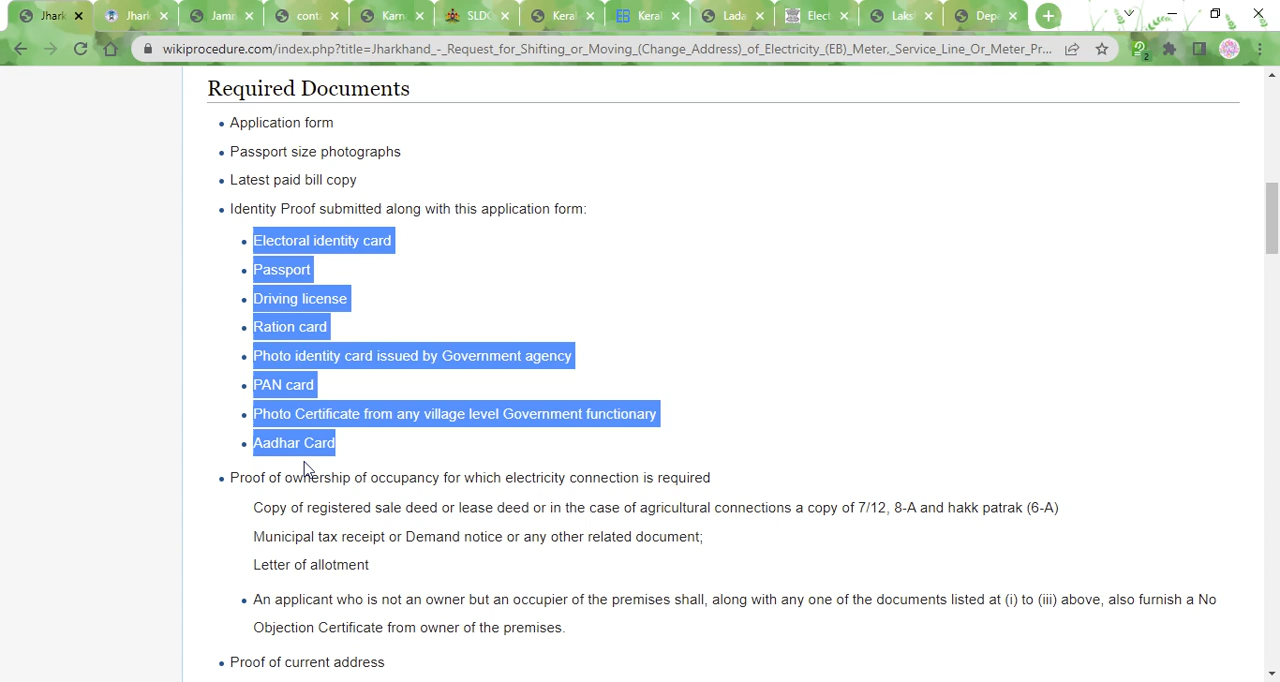 Jhark
Jhark
Jamr
conta
Karn
SLDC
Keral
Keral
Lada
Elect
Laks
Dep
wikiprocedure.com/index.php?title=Jharkhand_-_Request_for_Shifting_or_Moving_(Change_Address)_of_Electricity_(EB)_Meter,_Service_Line_Or_Meter_Pr...
2
Required Documents
Application form
Passport size photographs
Latest paid bill copy
Identity Proof submitted along with this application form:
Electoral identity card
Passport
Driving license
Ration card
Photo identity card issued by Government agency
PAN card
Photo Certificate from any village level Government functionary
Aadhar Card
Proof of ownership of occupancy for which electricity connection is required
Copy of registered sale deed or lease deed or in the case of agricultural connections a copy of 7/12, 8-A and hakk patrak (6-A)
Municipal tax receipt or Demand notice or any other related document;
Letter of allotment
An applicant who is not an owner but an occupier of the premises shall, along with any one of the documents listed at (i) to (iii) above, also furnish a No
Objection Certificate from owner of the premises.
Proof of current address